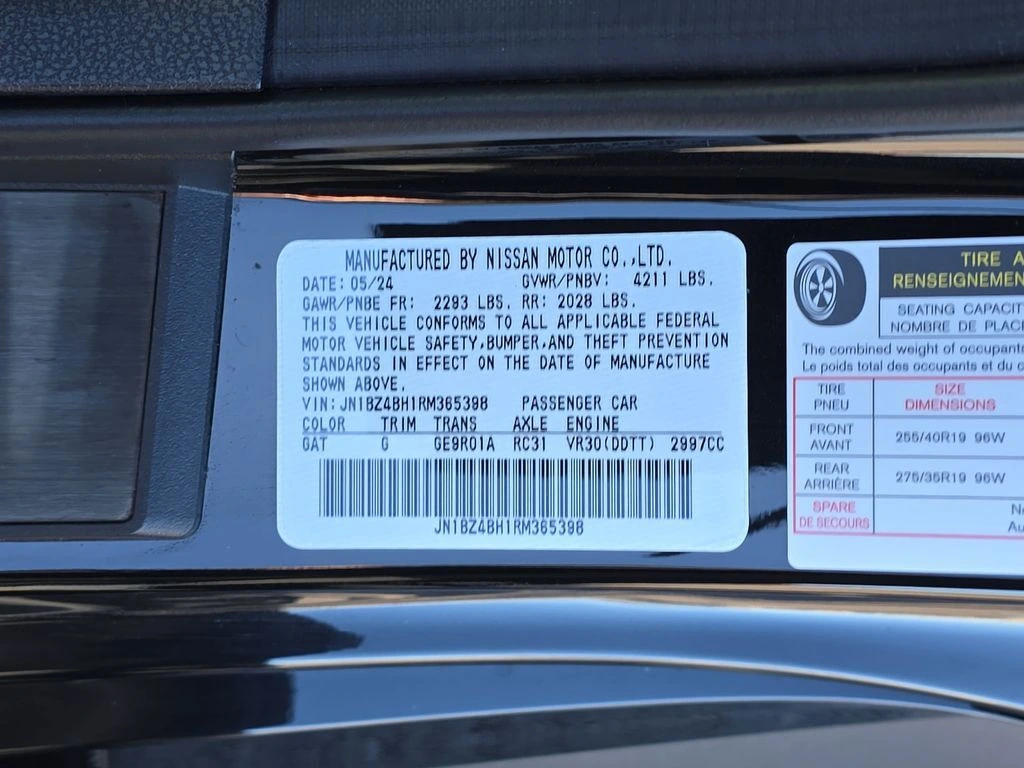 MANUFACTURED BY NISSAN MOTOR CO.,LTD.
DATE: 05/24 GVWR/PNBV: 4211 LBS.
GAWR/PNBE FR: 2293 LBS. RR: 2028 LBS.
THIS VEHICLE CONFORMS TO ALL APPLICABLE FEDERAL
MOTOR VEHICLE SAFETY,BUMPER,AND THEFT PREVENTION
STANDARDS IN EFFECT ON THE DATE OF MANUFACTURE
SHOWN ABOVE.
VIN:JN1BZ4BH1RM365398 PASSENGER CAR
COLOR TRIM TRANS AXLE ENGINE
GAT G GE9R01A RC31 VR30(DDTT) 2997CC
JN1BZ4BH1RM365398
TIRE A
RENSEIGNEMEN
SEATING CAPACIT
NOMBRE DE PLAC
The combined weight of occupants
Le poids total des occupants et du c
TIRE SIZE
PNEU DIMENSIONS
FRONT
AVANT 255/40R19 96W
REAR
ARRIÈRE 275/35R19 96W
SPARE
DE SECOURS